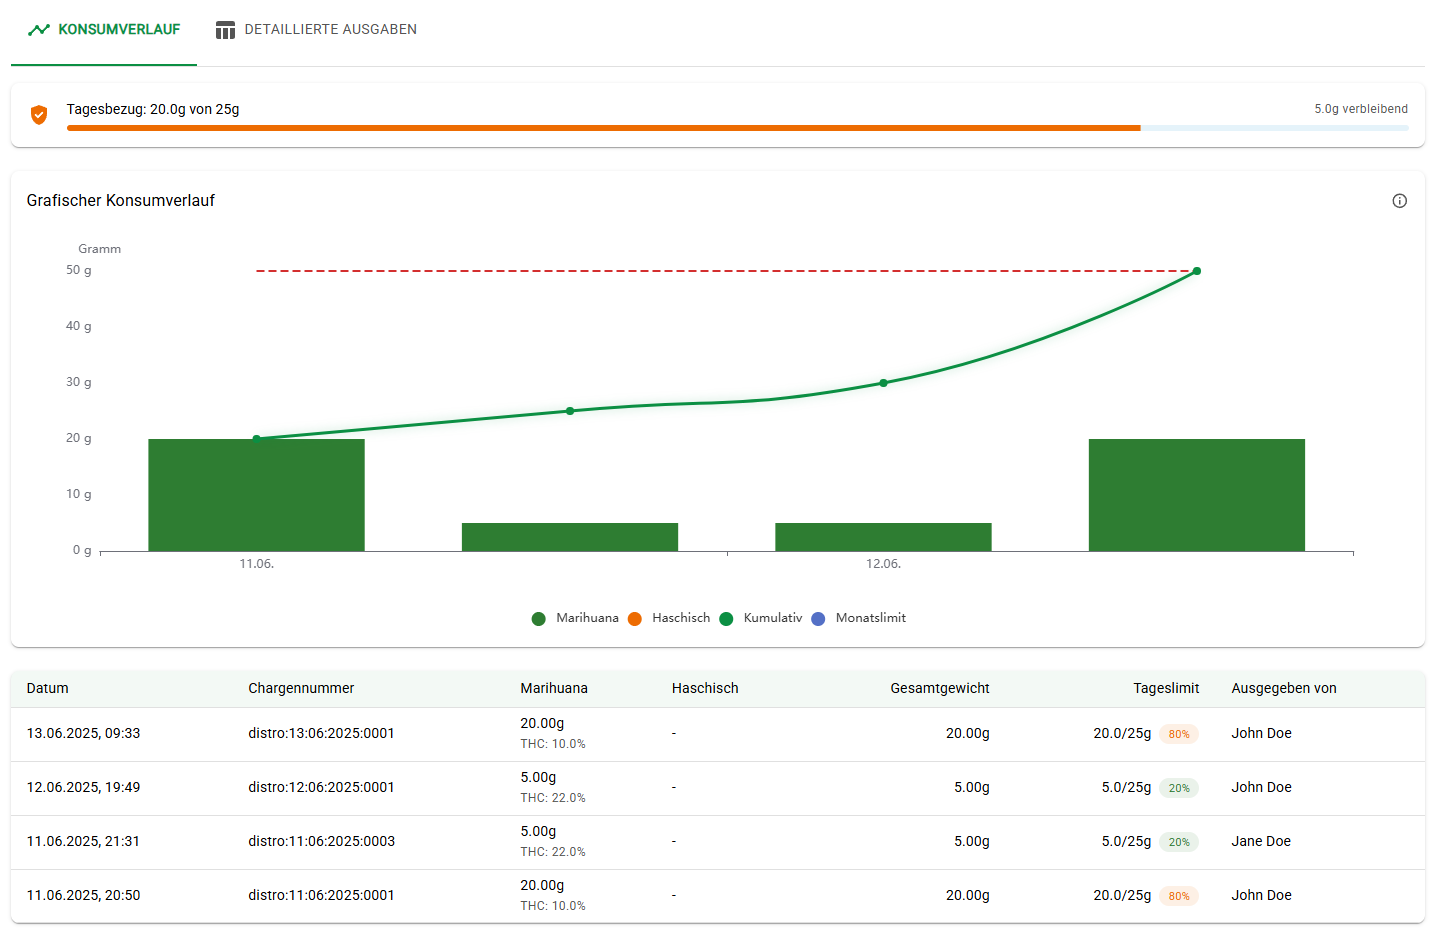 KONSUMVERLAUF DETAILLIERTE AUSGABEN
Tagesbezug: 20.0g von 25g 5.0g verbleibend
Grafischer Konsumverlauf
Gramm
50 g
40 g
30 g
20 g
10 g
0 g
11.06. 12.06.
Marihuana Haschisch Kumulativ Monatslimit
Datum Chargennummer Marihuana Haschisch Gesamtgewicht Tageslimit Ausgegeben von
13.06.2025, 09:33 distro:13:06:2025:0001 20.00g - 20.00g 20.0/25g 80% John Doe
THC: 10.0%
12.06.2025, 19:49 distro:12:06:2025:0001 5.00g - 5.00g 5.0/25g 20% John Doe
THC: 22.0%
11.06.2025, 21:31 distro:11:06:2025:0003 5.00g - 5.00g 5.0/25g 20% Jane Doe
THC: 22.0%
11.06.2025, 20:50 distro:11:06:2025:0001 20.00g - 20.00g 20.0/25g 80% John Doe
THC: 10.0%